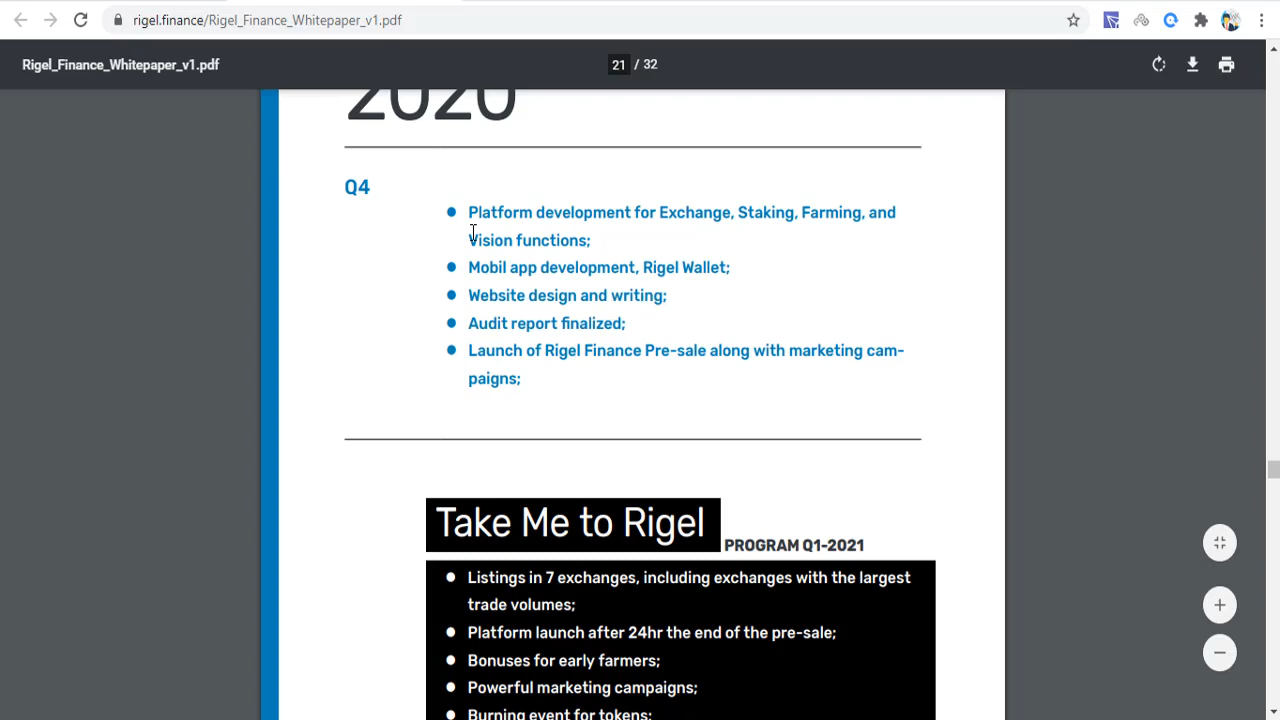 rigel.finance/Rigel_Finance_Whitepaper_v1.pdf
Rigel_Finance_Whitepaper_v1.pdf
21 / 32
2020
Q4
Platform development for Exchange, Staking, Farming, and
Vision functions;
Mobil app development, Rigel Wallet;
Website design and writing;
Audit report finalized;
Launch of Rigel Finance Pre-sale along with marketing cam-
paigns;
Take Me to Rigel
PROGRAM Q1-2021
Listings in 7 exchanges, including exchanges with the largest
trade volumes;
Platform launch after 24hr the end of the pre-sale;
Bonuses for early farmers;
Powerful marketing campaigns;
Burning event for tokens;